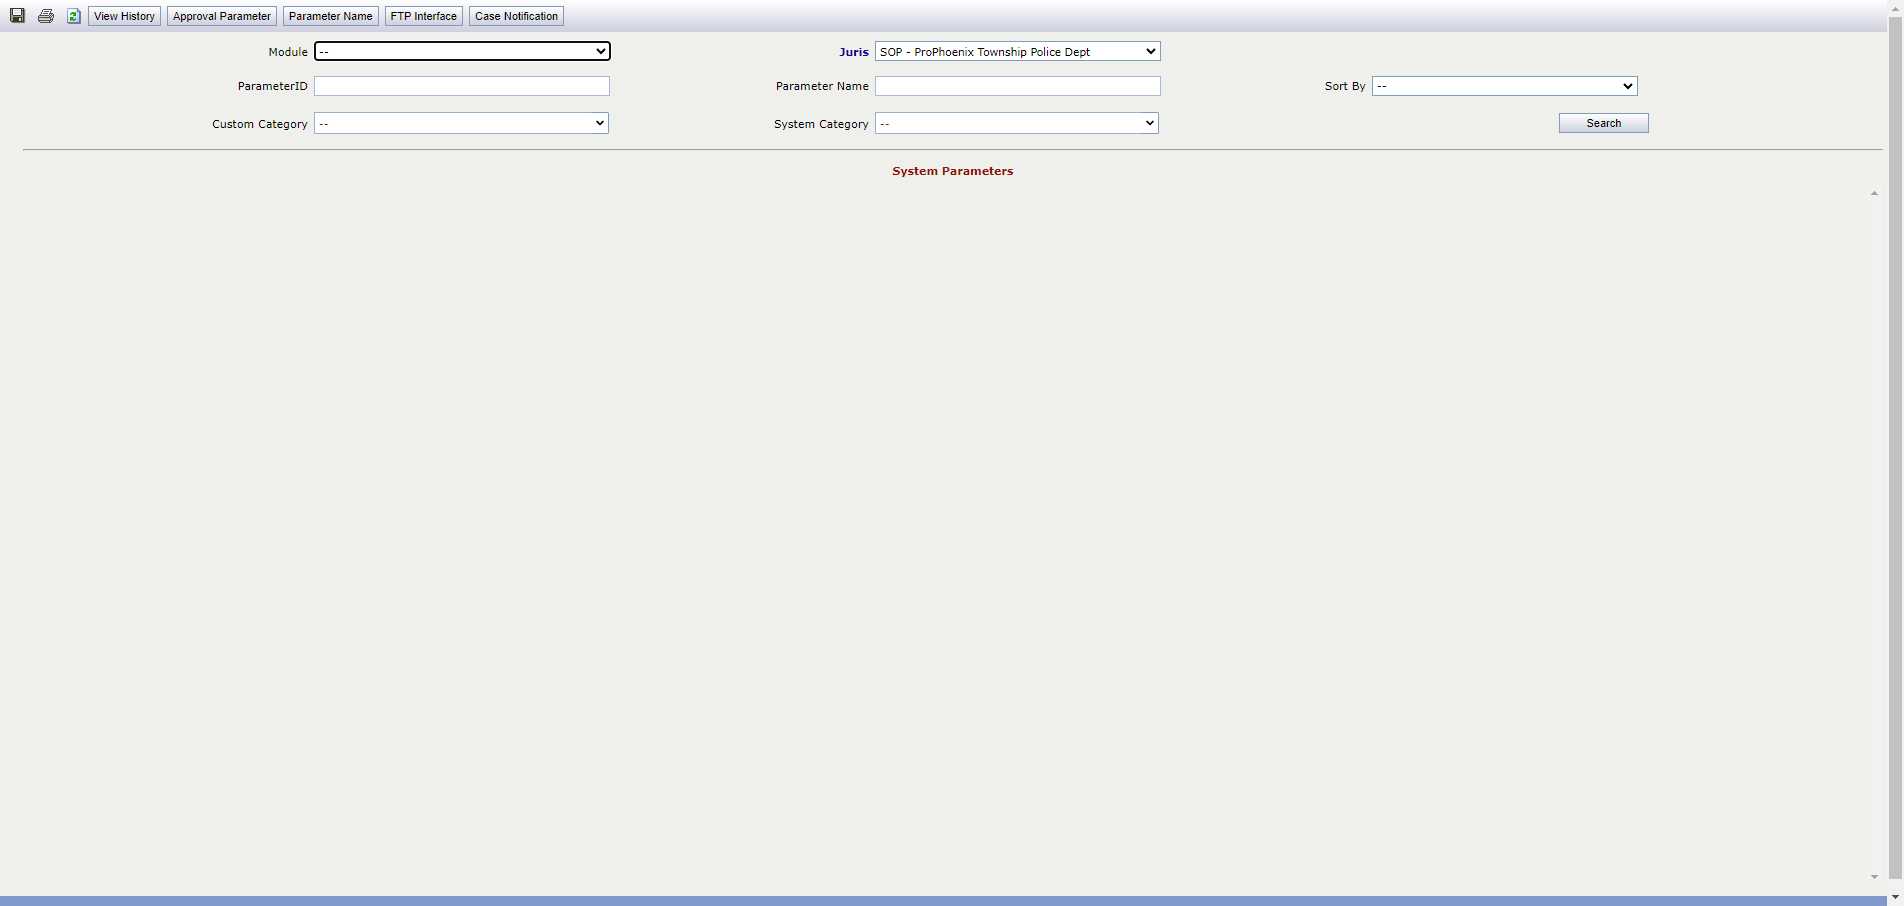 View History Approval Parameter Parameter Name FTP Interface Case Notification
Module -- Juris SOP - ProPhoenix Township Police Dept
ParameterID Parameter Name Sort By --
Custom Category -- System Category -- Search
System Parameters